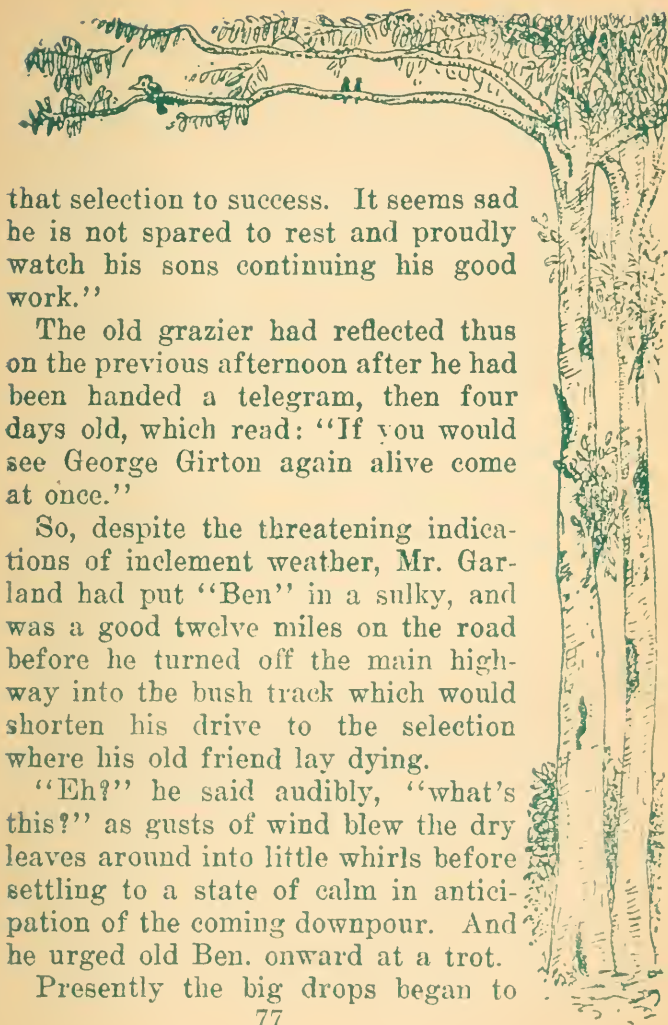 that selection to success. It seems sad
he is not spared to rest and proudly
watch his sons continuing his good
work."
The old grazier had reflected thus
on the previous afternoon after he had
been handed a telegram, then four
days old, which read: "If you would
see George Girton again alive come
at once."
So, despite the threatening indica-
tions of inclement weather, Mr. Gar-
land had put "Ben" in a sulky, and
was a good twelve miles on the road
before he turned off the main high-
way into the bush track which would
shorten his drive to the selection
where his old friend lay dying.
"Eh?" he said audibly, "what's
this?" as gusts of wind blew the dry
leaves around into little whirls before
settling to a state of calm in antici-
pation of the coming downpour. And
he urged old Ben. onward at a trot.
Presently the big drops began to
77